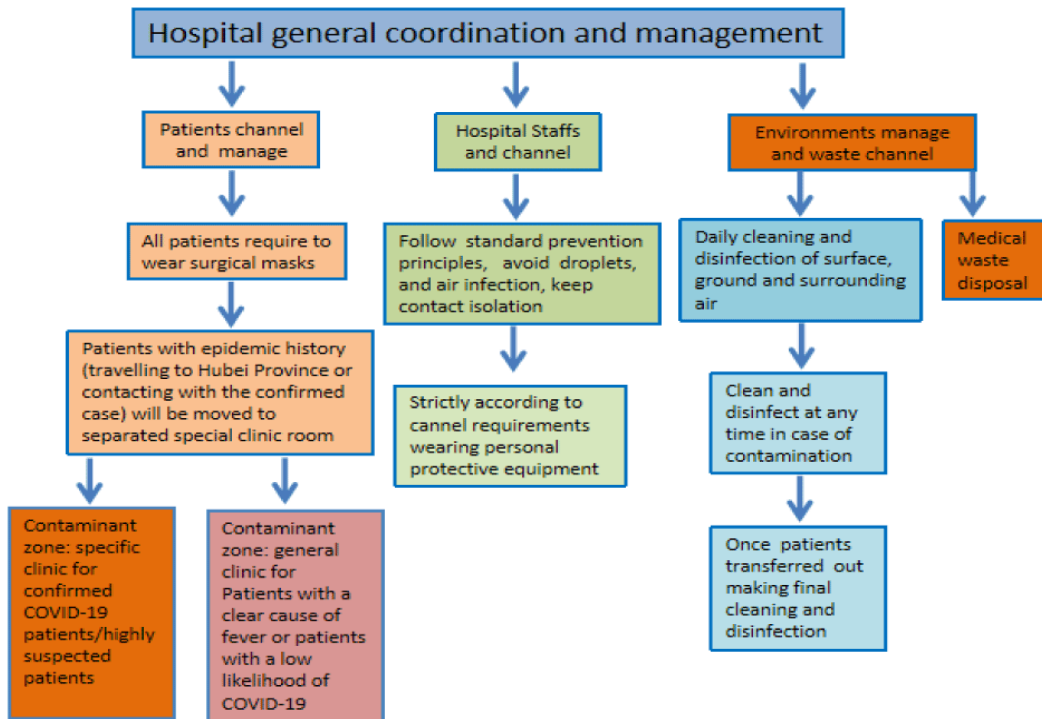 Hospital general coordination and management
Patients channel
and manage
Hospital Staffs
and channel
Environments manage
and waste channel
All patients require to
wear surgical masks
Follow standard prevention
principles, avoid droplets,
and air infection, keep
contact isolation
Daily cleaning and
disinfection of surface,
ground and surrounding
air
Medical
waste
disposal
Patients with epidemic history
(travelling to Hubei Province or
contacting with the confirmed
case) will be moved to
separated special clinic room
Strictly according to
cannel requirements
wearing personal
protective equipment
Clean and
disinfect at any
time in case of
contamination
Contaminant
zone: specific
clinic for
confirmed
COVID-19
patients/highly
suspected
patients
Contaminant
zone: general
clinic for
Patients with a
clear cause of
fever or patients
with a low
likelihood of
COVID-19
Once patients
transferred out
making final
cleaning and
disinfection